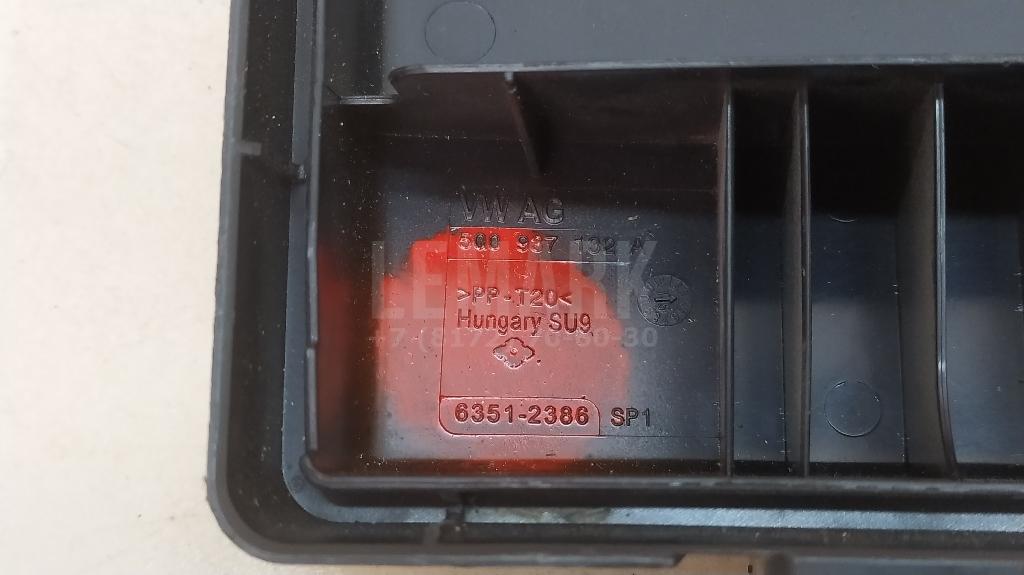 VW AG
5Q0 937 132 A
LEMARK
>PP-T20<
Hungary SU9
6351-2386 SP1